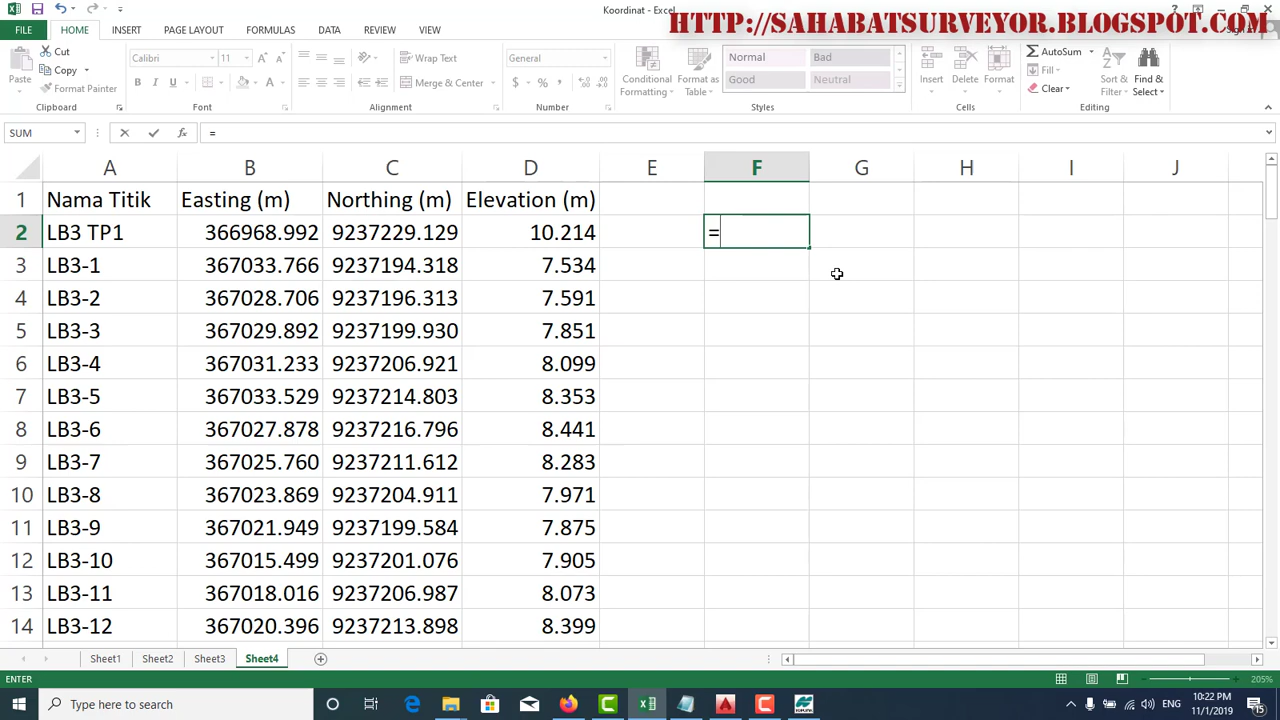 Koordinat - Excel
HTTP://SAHABATSURVEYOR.BLOGSPOT.COM
FILE HOME INSERT PAGE LAYOUT FORMULAS DATA REVIEW VIEW
Paste
Cut
Copy
Format Painter
Calibri
B I U
Wrap Text
Merge & Center
General
$ % ,
Conditional Formatting
Format as Table
Normal Bad
Good Neutral
Insert Delete Format
AutoSum
Fill
Clear
Sort & Filter
Find & Select
Clipboard Font Alignment Number Styles Cells Editing
SUM fx =
A B C D E F G H I J
1 Nama Titik Easting (m) Northing (m) Elevation (m)
2 LB3 TP1 366968.992 9237229.129 10.214 =
3 LB3-1 367033.766 9237194.318 7.534
4 LB3-2 367028.706 9237196.313 7.591
5 LB3-3 367029.892 9237199.930 7.851
6 LB3-4 367031.233 9237206.921 8.099
7 LB3-5 367033.529 9237214.803 8.353
8 LB3-6 367027.878 9237216.796 8.441
9 LB3-7 367025.760 9237211.612 8.283
10 LB3-8 367023.869 9237204.911 7.971
11 LB3-9 367021.949 9237199.584 7.875
12 LB3-10 367015.499 9237201.076 7.905
13 LB3-11 367018.016 9237206.987 8.073
14 LB3-12 367020.396 9237213.898 8.399
Sheet1 Sheet2 Sheet3 Sheet4
ENTER 205%
Type here to search
10:22 PM
11/1/2019